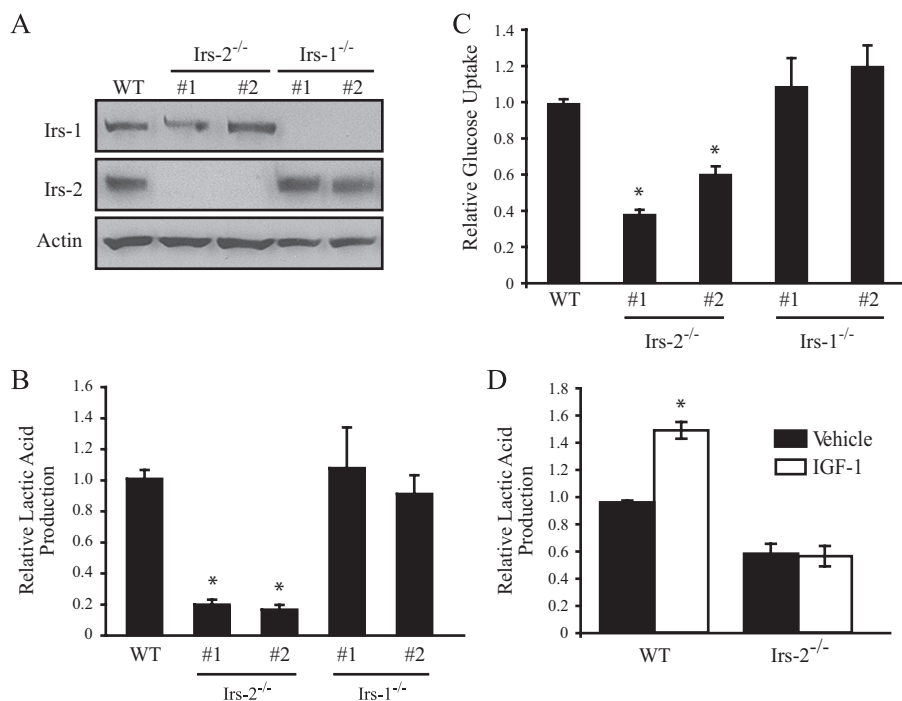 A
Irs-2-/- Irs-1-/-
WT #1 #2 #1 #2
Irs-1
Irs-2
Actin
B
Relative Lactic Acid
Production
1.6
1.4
1.2
1.0
0.8
0.6
0.4
0.2
0
* *
WT #1 #2 #1 #2
Irs-2-/- Irs-1-/-
C
Relative Glucose Uptake
1.4
1.2
1.0
0.8
0.6
0.4
0.2
0
* *
WT #1 #2 #1 #2
Irs-2-/- Irs-1-/-
D
Relative Lactic Acid
Production
1.8
1.6
1.4
1.2
1.0
0.8
0.6
0.4
0.2
0
*
Vehicle
IGF-1
WT Irs-2-/-